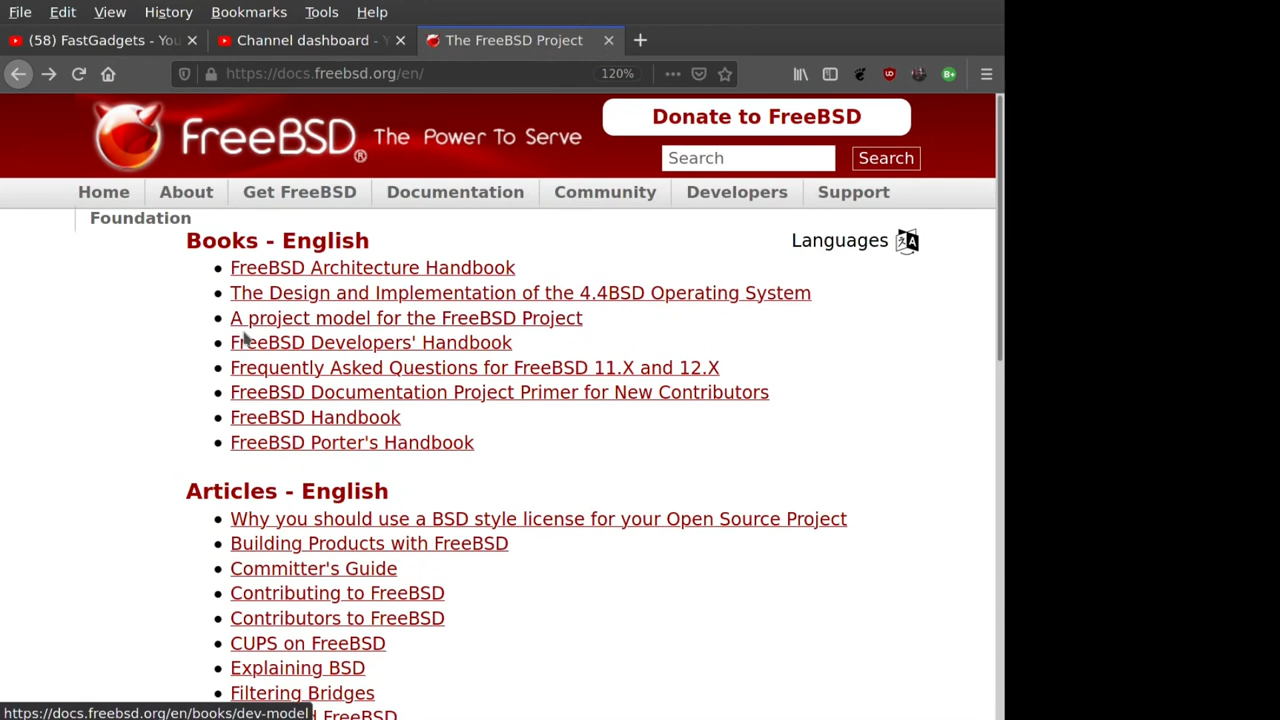 File Edit View History Bookmarks Tools Help
(58) FastGadgets - You
Channel dashboard -
The FreeBSD Project
https://docs.freebsd.org/en/
120%
FreeBSD® The Power To Serve
Donate to FreeBSD
Search Search
Home About Get FreeBSD Documentation Community Developers Support
Foundation
Books - English
Languages
FreeBSD Architecture Handbook
The Design and Implementation of the 4.4BSD Operating System
A project model for the FreeBSD Project
FreeBSD Developers' Handbook
Frequently Asked Questions for FreeBSD 11.X and 12.X
FreeBSD Documentation Project Primer for New Contributors
FreeBSD Handbook
FreeBSD Porter's Handbook
Articles - English
Why you should use a BSD style license for your Open Source Project
Building Products with FreeBSD
Committer's Guide
Contributing to FreeBSD
Contributors to FreeBSD
CUPS on FreeBSD
Explaining BSD
Filtering Bridges
FreeBSD
https://docs.freebsd.org/en/books/dev-model